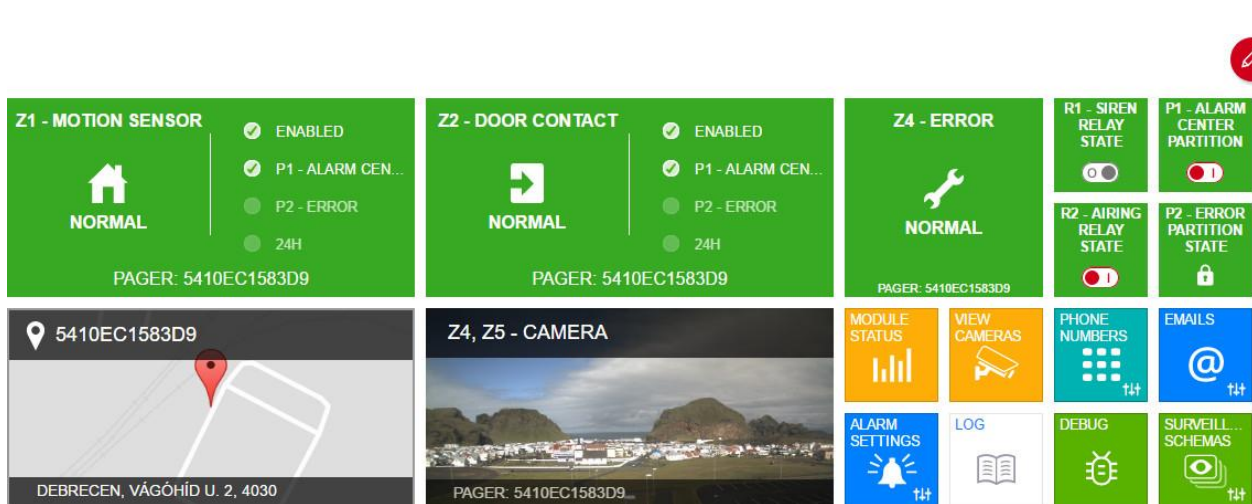 Z1 - MOTION SENSOR
ENABLED
P1 - ALARM CEN...
P2 - ERROR
24H
NORMAL
PAGER: 5410EC1583D9
Z2 - DOOR CONTACT
ENABLED
P1 - ALARM CEN...
P2 - ERROR
24H
NORMAL
PAGER: 5410EC1583D9
Z4 - ERROR
NORMAL
PAGER: 5410EC1583D9
R1 - SIREN
RELAY
STATE
P1 - ALARM
CENTER
PARTITION
R2 - AIRING
RELAY
STATE
P2 - ERROR
PARTITION
STATE
5410EC1583D9
DEBRECEN, VÁGÓHÍD U. 2, 4030
Z4, Z5 - CAMERA
PAGER: 5410EC1583D9
MODULE
STATUS
VIEW
CAMERAS
PHONE
NUMBERS
EMAILS
@
ALARM
SETTINGS
LOG
DEBUG
SURVEILL...
SCHEMAS